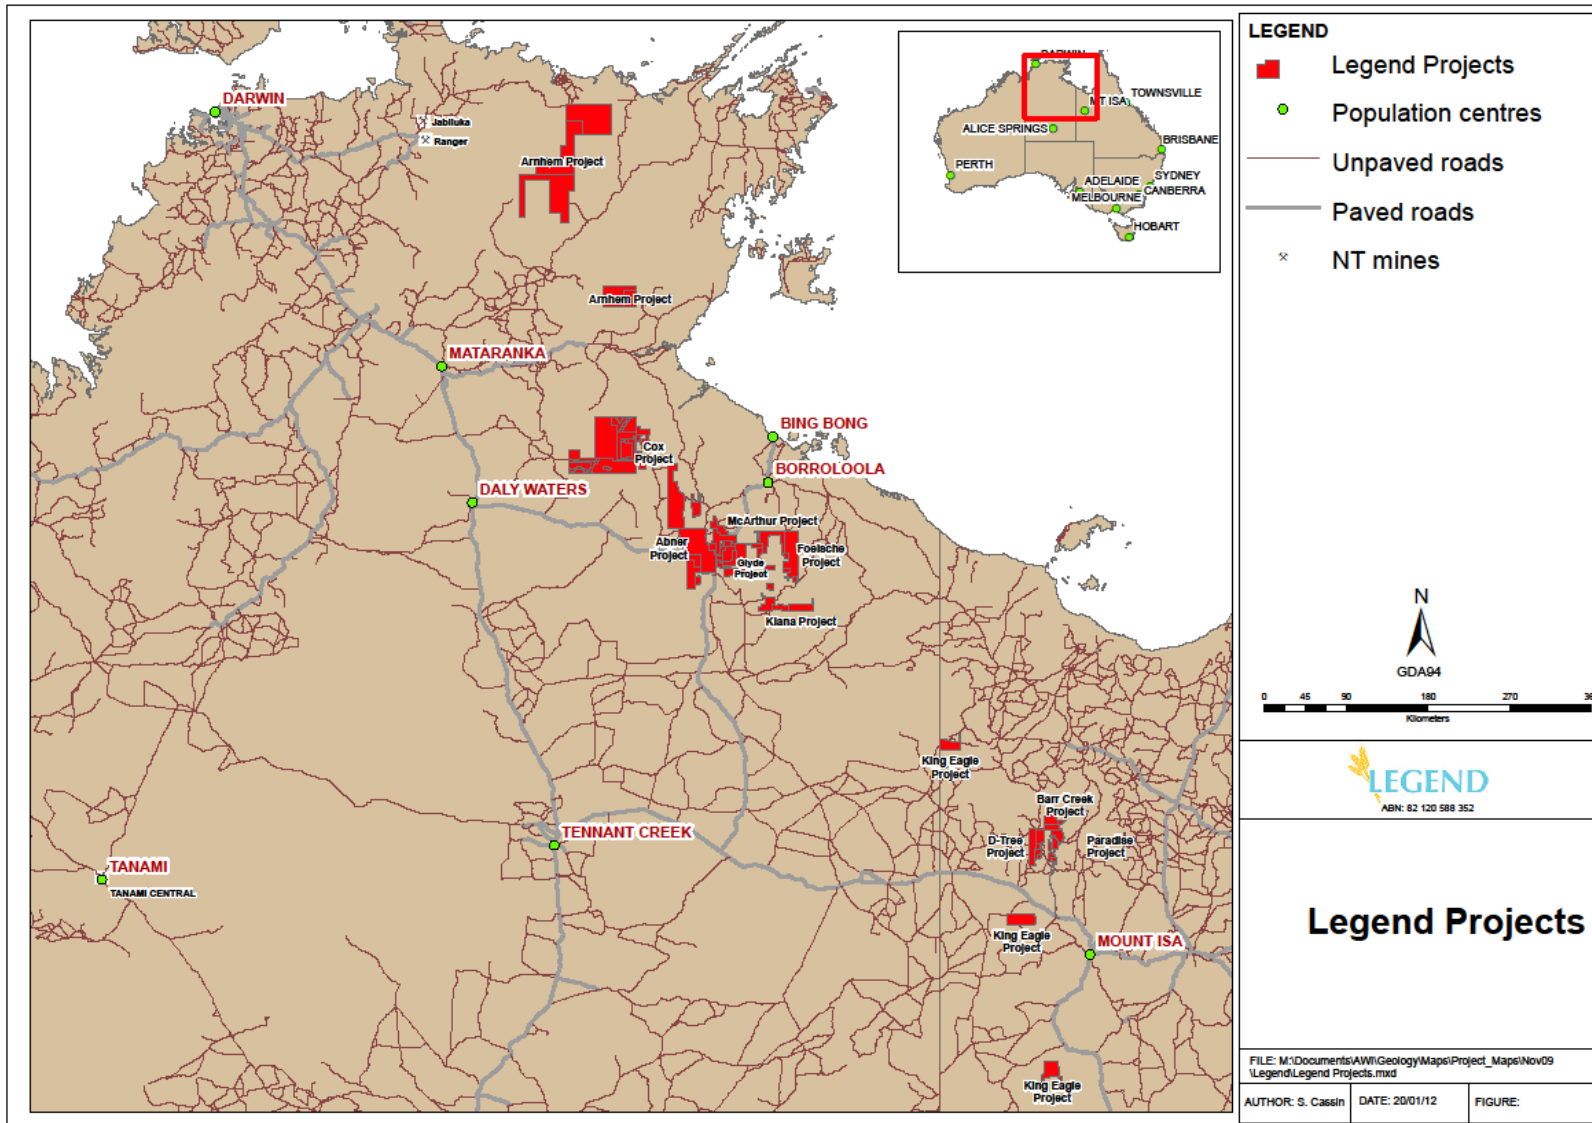 DARWIN
Jabiluka
Ranger
Arnhem Project
Arnhem Project
MATARANKA
BING BONG
Cox
Project
BORROLOOLA
DALY WATERS
McArthur Project
Abner
Project
Glyde
Project
Foelsche
Project
Kiana Project
King Eagle
Project
Barr Creek
Project
D-Tree
Project
Paradise
Project
TENNANT CREEK
TANAMI
TANAMI CENTRAL
King Eagle
Project
MOUNT ISA
King Eagle
Project
DARWIN
MT ISA
TOWNSVILLE
ALICE SPRINGS
BRISBANE
PERTH
ADELAIDE
SYDNEY
CANBERRA
MELBOURNE
HOBART
LEGEND
Legend Projects
Population centres
Unpaved roads
Paved roads
NT mines
N
GDA94
0 45 90 180 270
Kilometers
LEGEND
ABN: 82 120 588 352
Legend Projects
FILE: M:\Documents\AWI\Geology\Maps\Project_Maps\Nov09
\Legend\Legend Projects.mxd
AUTHOR: S. Cassin DATE: 20/01/12 FIGURE: